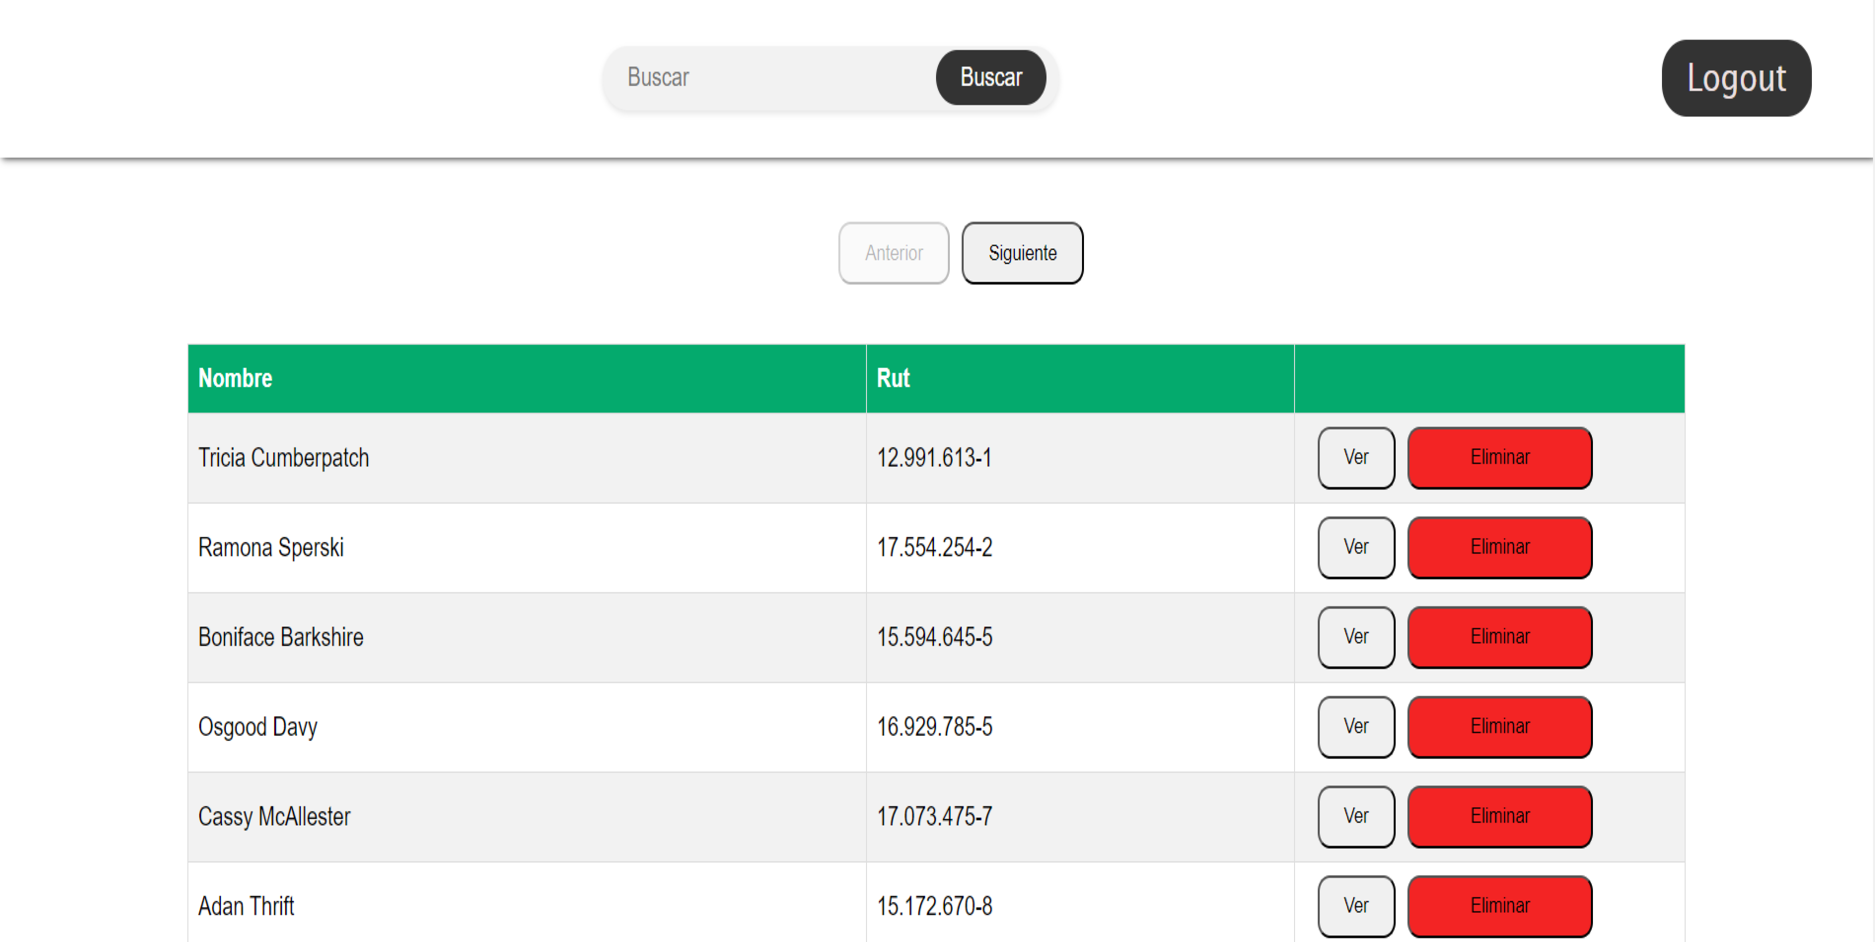 Buscar Buscar Logout
Anterior Siguiente
Nombre Rut
Tricia Cumberpatch 12.991.613-1 Ver Eliminar
Ramona Sperski 17.554.254-2 Ver Eliminar
Boniface Barkshire 15.594.645-5 Ver Eliminar
Osgood Davy 16.929.785-5 Ver Eliminar
Cassy McAllester 17.073.475-7 Ver Eliminar
Adan Thrift 15.172.670-8 Ver Eliminar